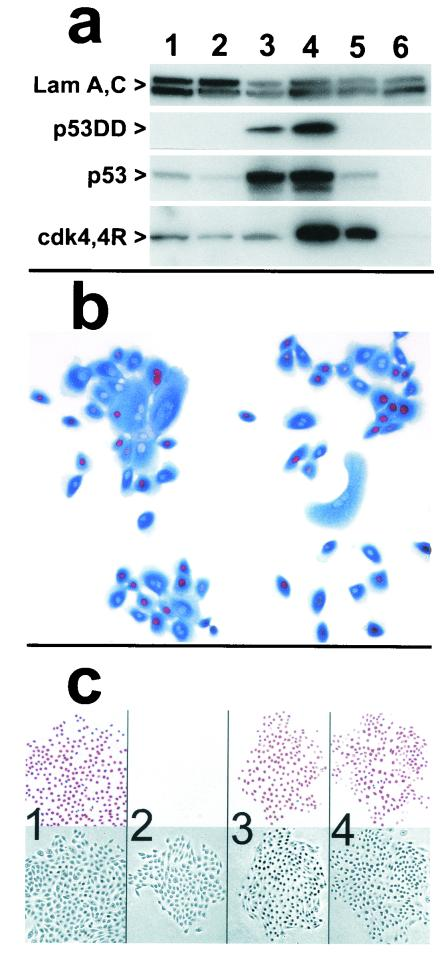 a
1 2 3 4 5 6
Lam A,C >
p53DD >
p53 >
cdk4,4R >
b
c
1 2 3 4